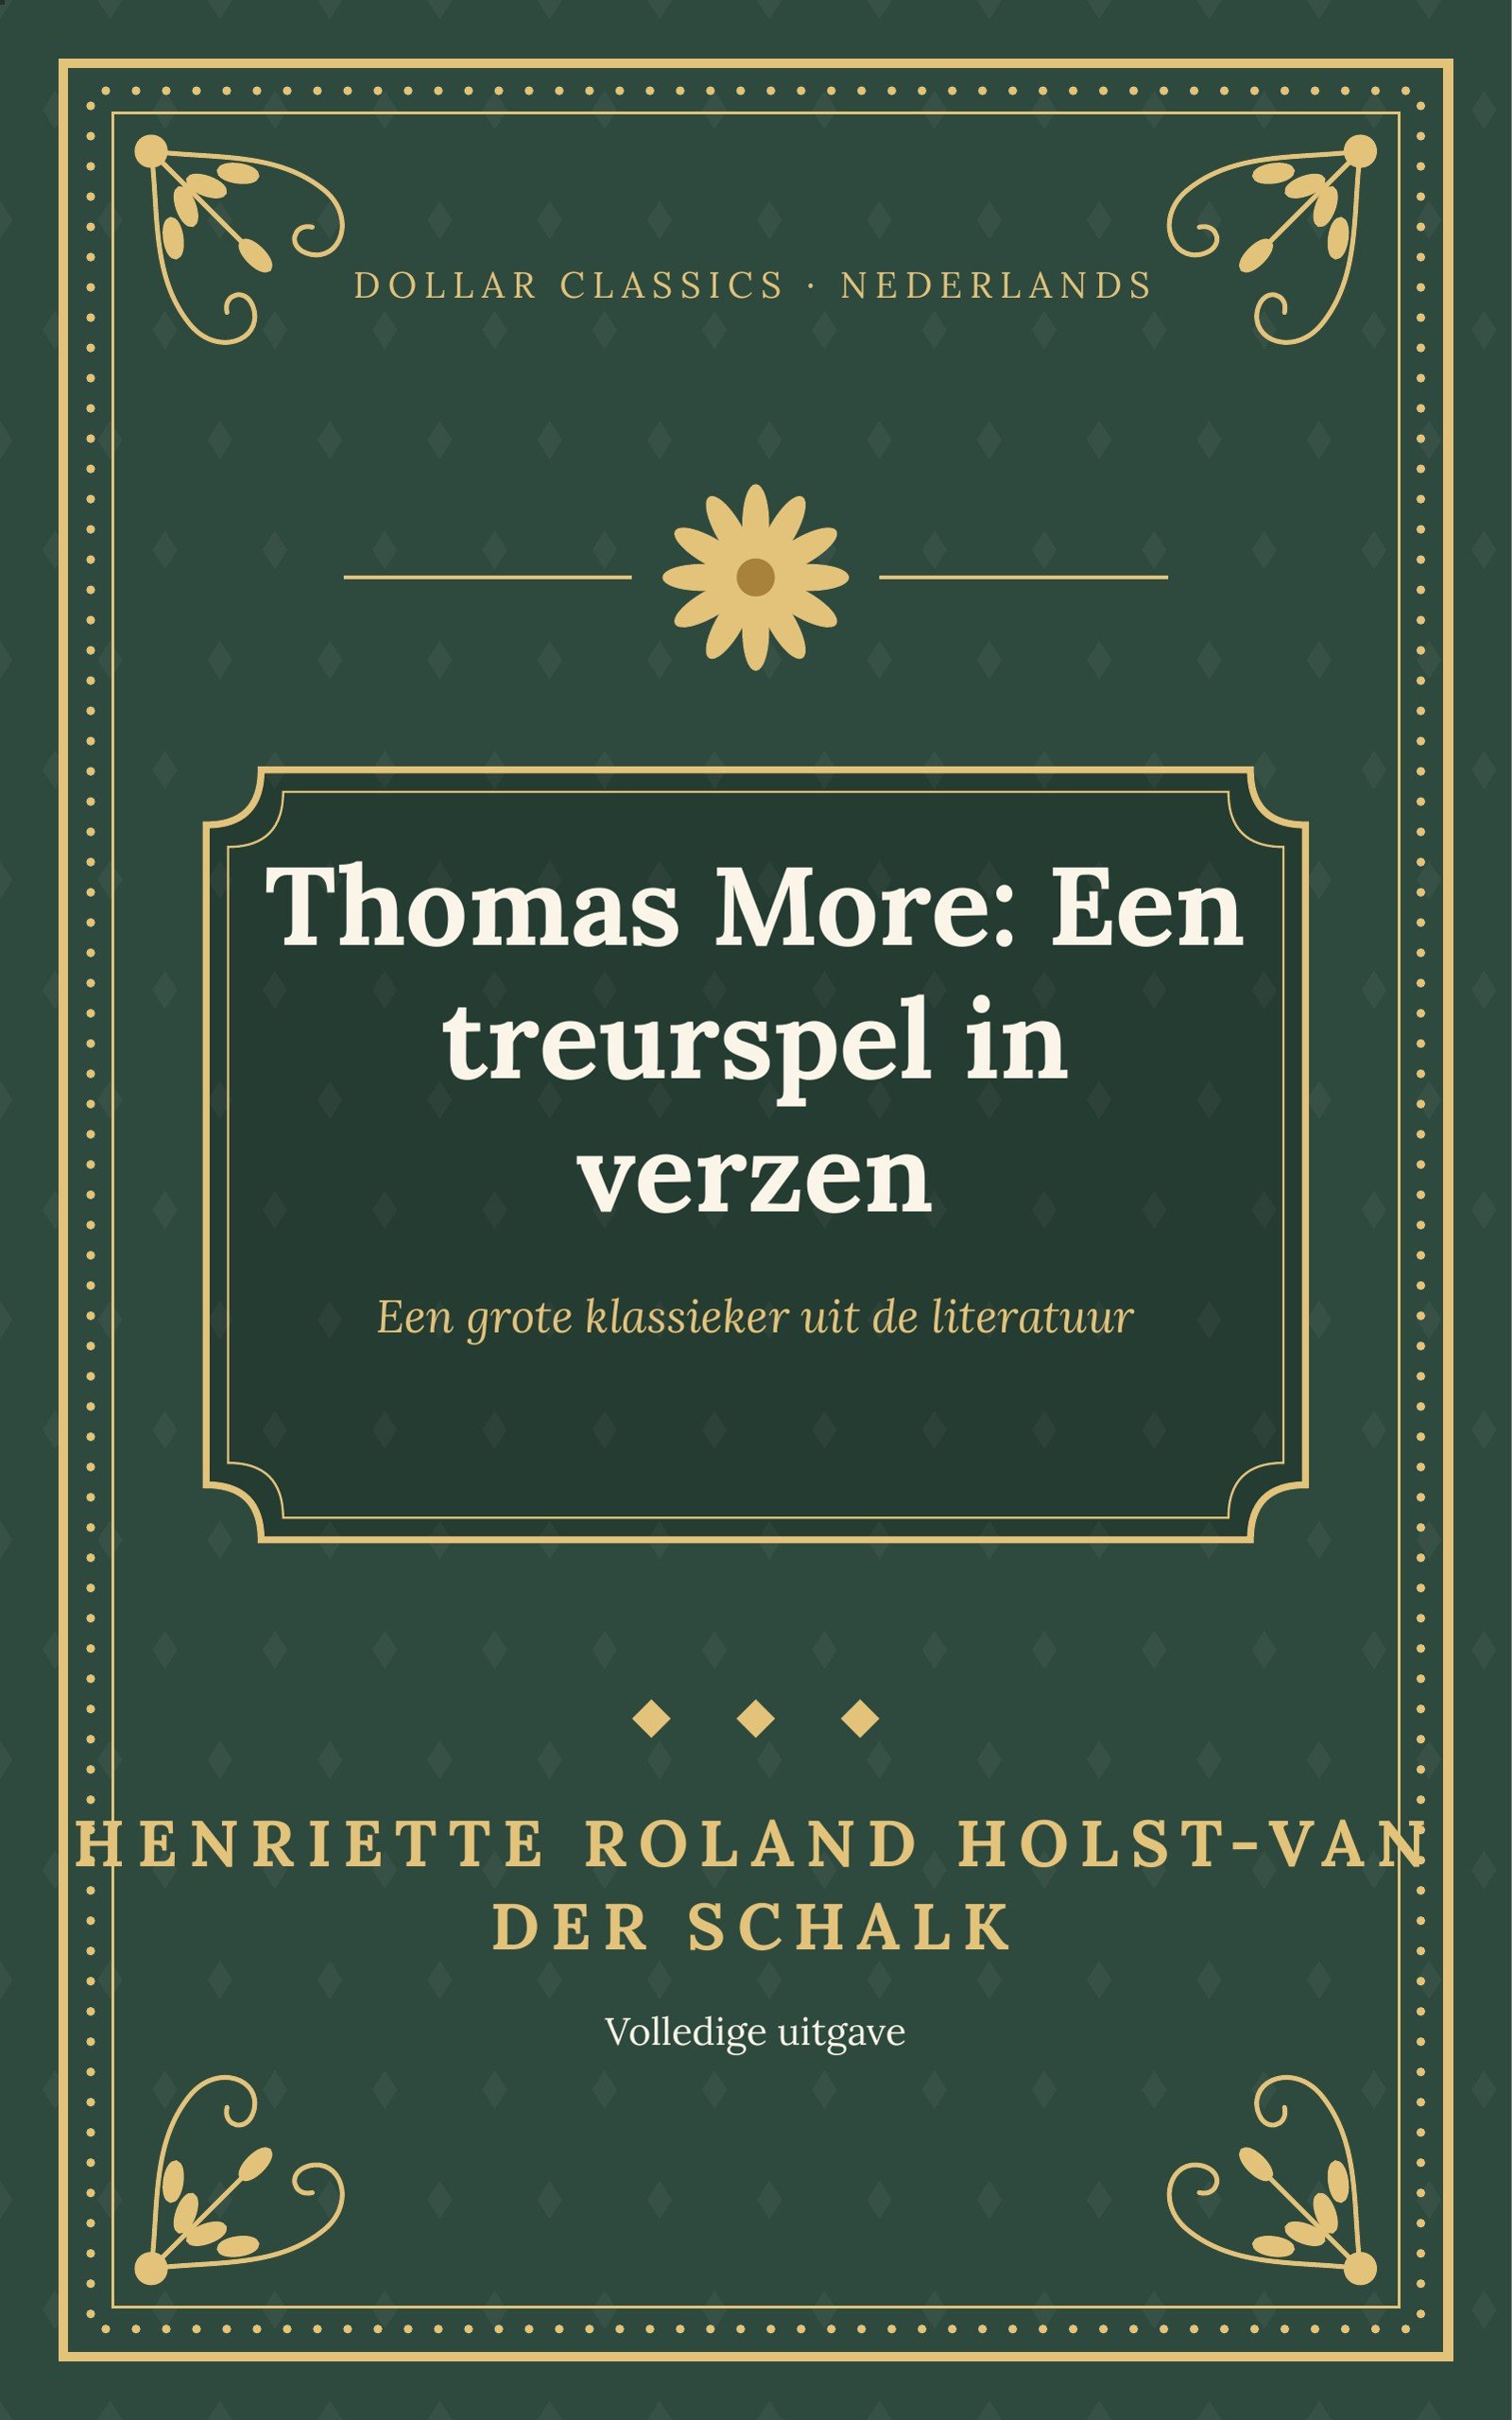 DOLLAR CLASSICS · NEDERLANDS
Thomas More: Een
treurspel in
verzen
Een grote klassieker uit de literatuur
HENRIETTE ROLAND HOLST-VAN
DER SCHALK
Volledige uitgave